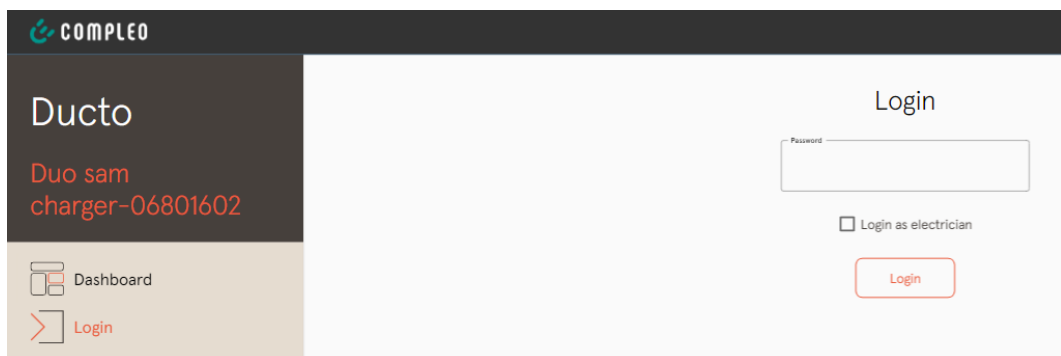 COMPLEO
Ducto
Duo sam
charger-06801602
Dashboard
Login
Login
Password
Login as electrician
Login